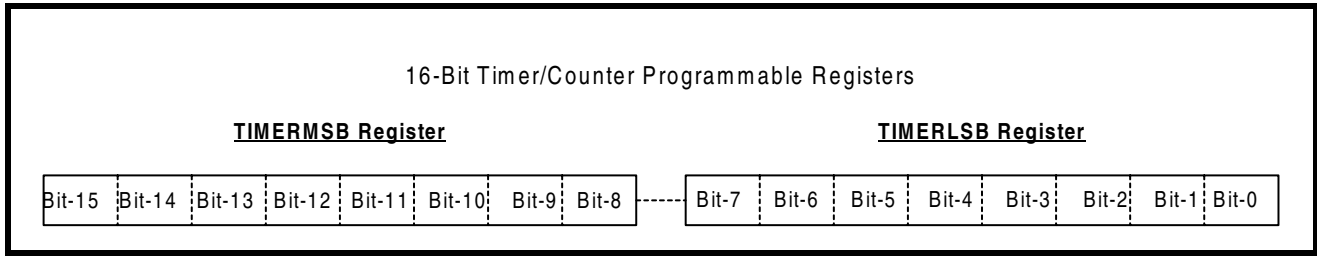 16-Bit Timer/Counter Programmable Registers
TIMERMSB Register TIMERLSB Register
Bit-15 Bit-14 Bit-13 Bit-12 Bit-11 Bit-10 Bit-9 Bit-8 Bit-7 Bit-6 Bit-5 Bit-4 Bit-3 Bit-2 Bit-1 Bit-0